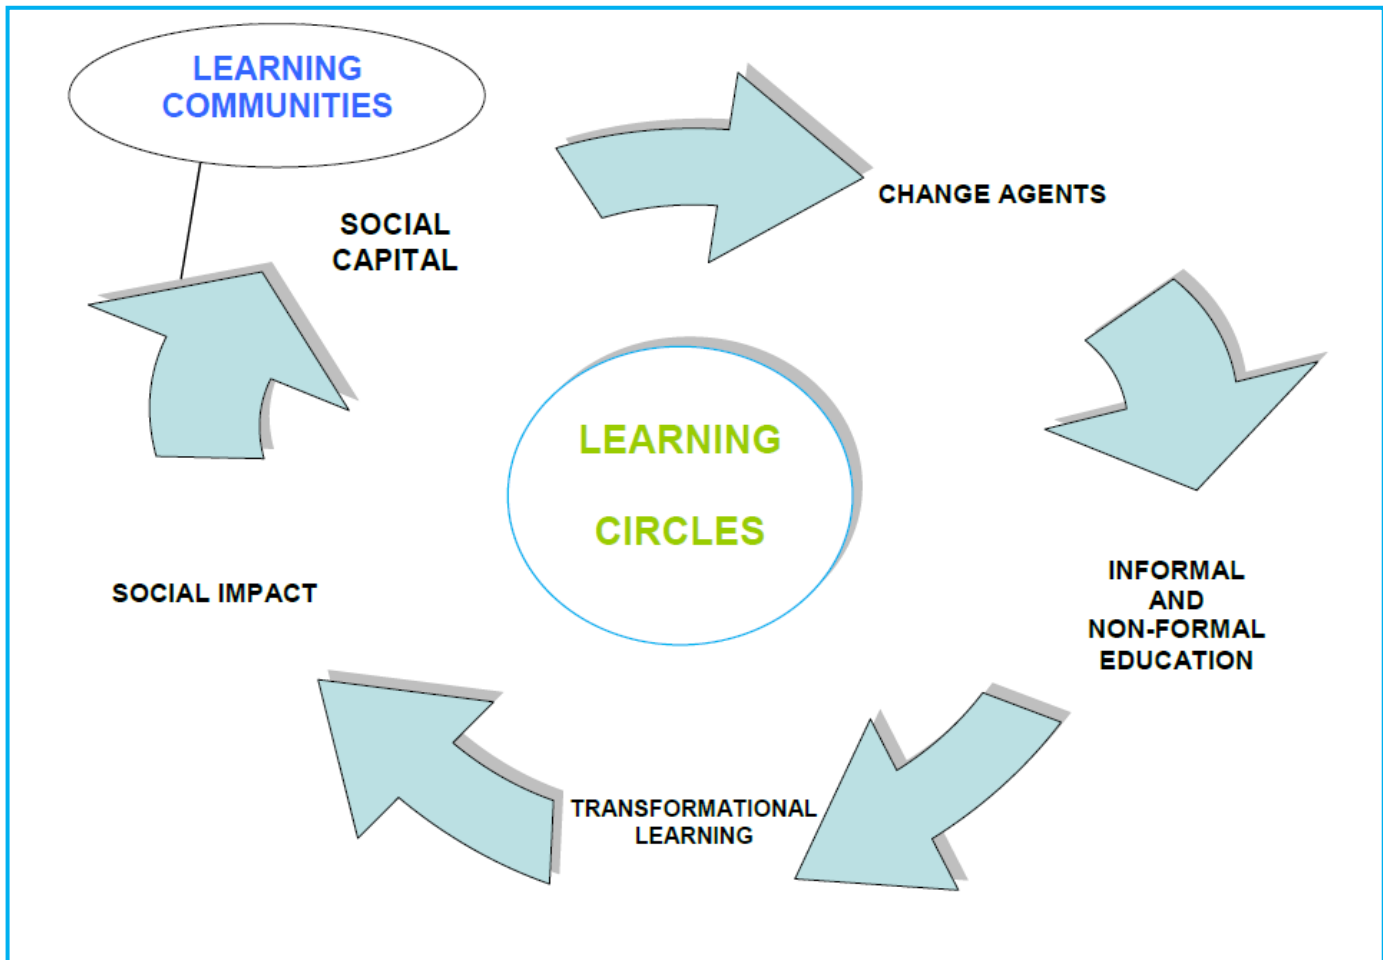 LEARNING
COMMUNITIES
SOCIAL
CAPITAL
CHANGE AGENTS
LEARNING
CIRCLES
INFORMAL
AND
NON-FORMAL
EDUCATION
SOCIAL IMPACT
TRANSFORMATIONAL
LEARNING